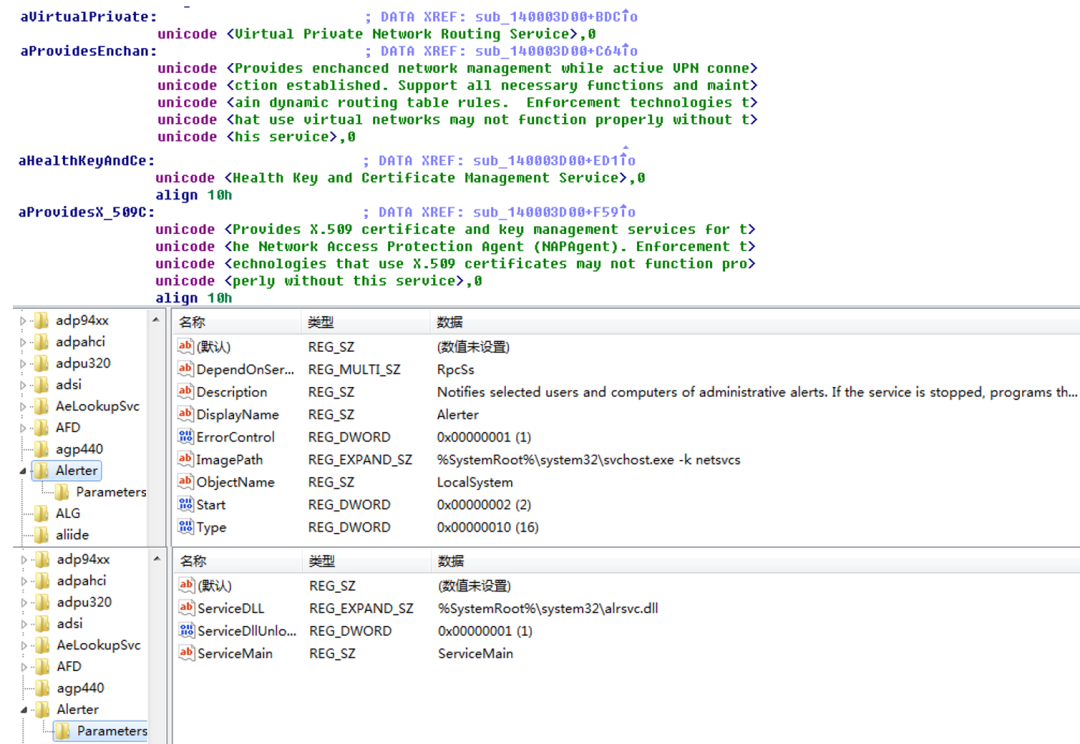 aVirtualPrivate: ; DATA XREF: sub_140003D00+BDC↑o
unicode <Virtual Private Network Routing Service>,0
aProvidesEnchan: ; DATA XREF: sub_140003D00+C64↑o
unicode <Provides enchanced network management while active VPN conne>
unicode <ction established. Support all necessary functions and maint>
unicode <ain dynamic routing table rules.  Enforcement technologies t>
unicode <hat use virtual networks may not function properly without t>
unicode <his service>,0
aHealthKeyAndCe: ; DATA XREF: sub_140003D00+ED1↑o
unicode <Health Key and Certificate Management Service>,0
align 10h
aProvidesX_509C: ; DATA XREF: sub_140003D00+F59↑o
unicode <Provides X.509 certificate and key management services for t>
unicode <he Network Access Protection Agent (NAPAgent). Enforcement t>
unicode <echnologies that use X.509 certificates may not function pro>
unicode <perly without this service>,0
align 10h
adp94xx
adpahci
adpu320
adsi
AeLookupSvc
AFD
agp440
Alerter
Parameters
ALG
aliide
名称 类型 数据
(默认) REG_SZ (数值未设置)
DependOnSer... REG_MULTI_SZ RpcSs
Description REG_SZ Notifies selected users and computers of administrative alerts. If the service is stopped, programs th...
DisplayName REG_SZ Alerter
ErrorControl REG_DWORD 0x00000001 (1)
ImagePath REG_EXPAND_SZ %SystemRoot%\system32\svchost.exe -k netsvcs
ObjectName REG_SZ LocalSystem
Start REG_DWORD 0x00000002 (2)
Type REG_DWORD 0x00000010 (16)
adp94xx
adpahci
adpu320
adsi
AeLookupSvc
AFD
agp440
Alerter
Parameters
名称 类型 数据
(默认) REG_SZ (数值未设置)
ServiceDLL REG_EXPAND_SZ %SystemRoot%\system32\alrsvc.dll
ServiceDllUnlo... REG_DWORD 0x00000001 (1)
ServiceMain REG_SZ ServiceMain